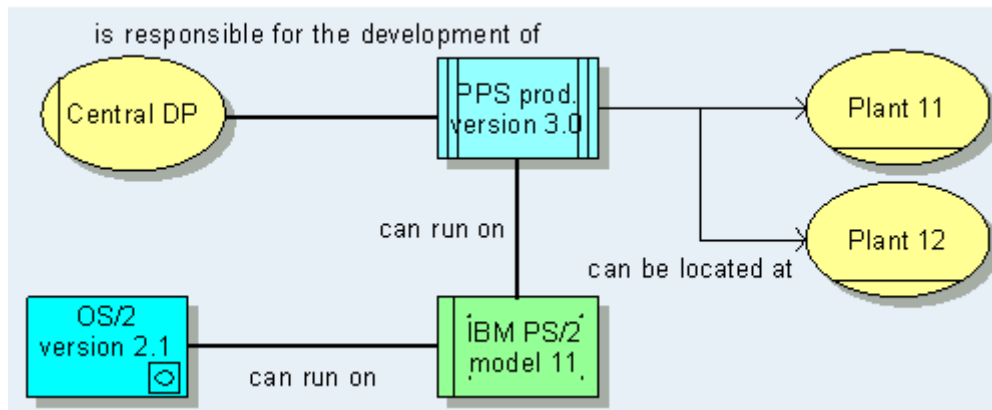 is responsible for the development of
Central DP
PPS prod.
version 3.0
Plant 11
can run on
Plant 12
can be located at
OS/2
version 2.1
IBM PS/2
model 11
can run on